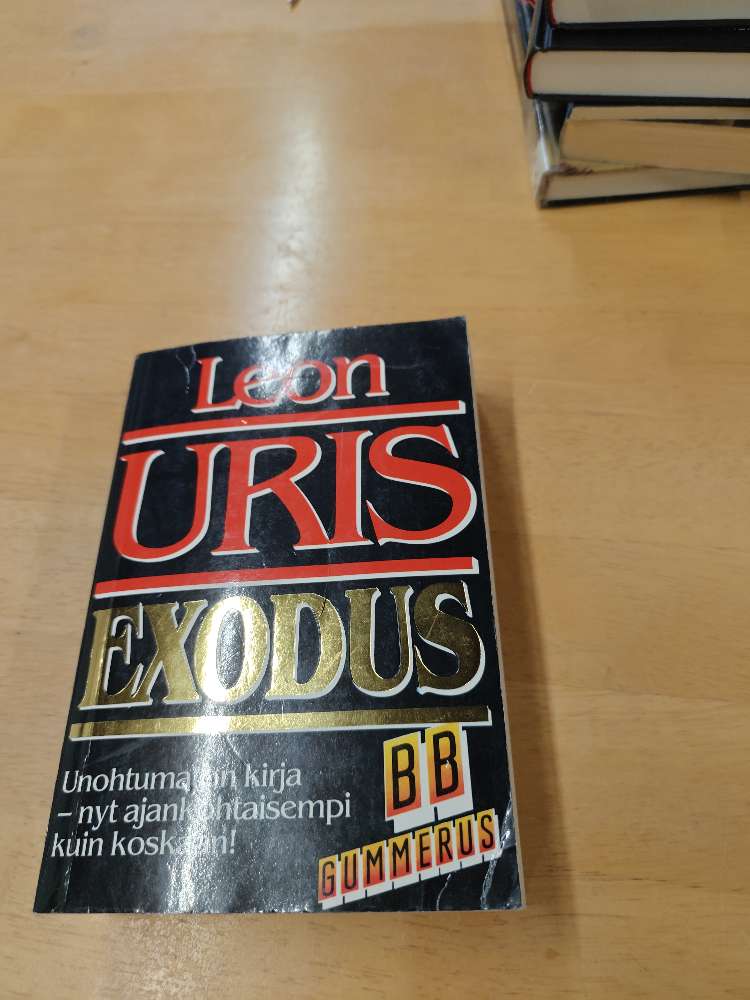 Leon
URIS
EXODUS
Unohtumaton kirja
– nyt ajankohtaisempi
kuin koskaan!
BB
GUMMERUS